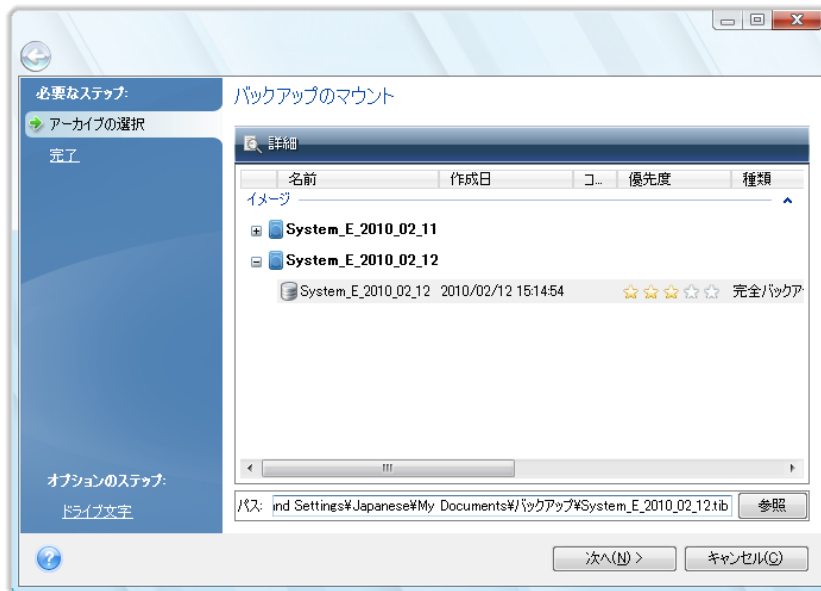 必要なステップ:
アーカイブの選択
完了
バックアップのマウント
詳細
名前 作成日 コ... 優先度 種類
イメージ
System_E_2010_02_11
System_E_2010_02_12
System_E_2010_02_12 2010/02/12 15:14:54 完全バックア
オプションのステップ:
ドライブ文字
パス: nd Settings¥Japanese¥My Documents¥バックアップ¥System_E_2010_02_12.tib 参照
次へ(N) > キャンセル(C)